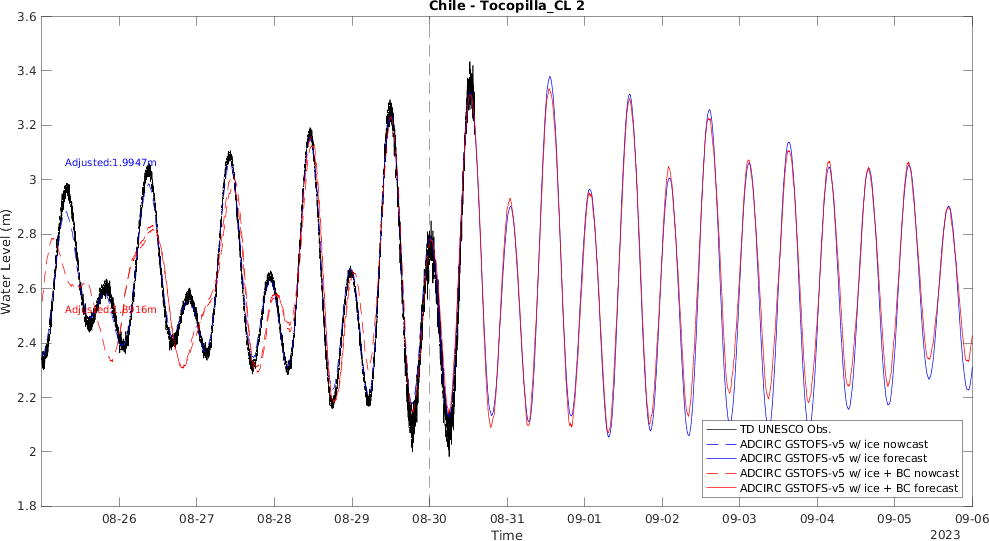 Chile - Tocopilla_CL 2
Water Level (m)
3.6
3.4
3.2
3
2.8
2.6
2.4
2.2
2
1.8
Adjusted:1.9947m
08-26
08-27
08-28
08-29
08-30
08-31
09-01
09-02
09-03
09-04
09-05
09-06
Time
2023
TD UNESCO Obs.
ADCIRC GSTOFS-v5 w/ ice nowcast
ADCIRC GSTOFS-v5 w/ ice forecast
ADCIRC GSTOFS-v5 w/ ice + BC nowcast
ADCIRC GSTOFS-v5 w/ ice + BC forecast